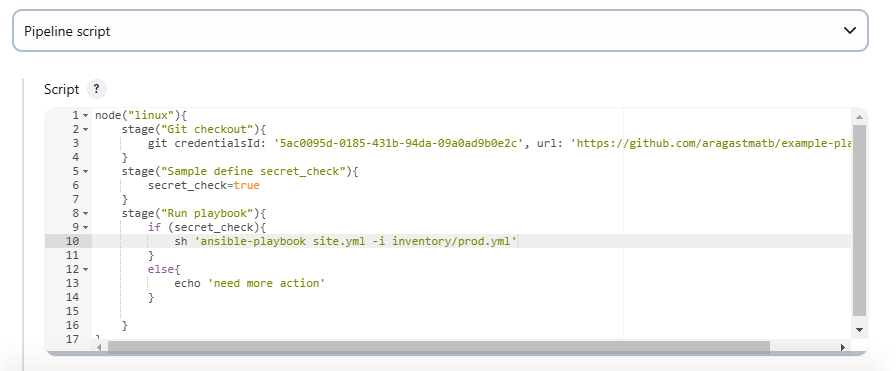 Pipeline script
Script ?
1 node("linux"){
2     stage("Git checkout"){
3         git credentialsId: '5ac0095d-0185-431b-94da-09a0ad9b0e2c', url: 'https://github.com/aragastmatb/example-pla
4     }
5     stage("Sample define secret_check"){
6         secret_check=true
7     }
8     stage("Run playbook"){
9         if (secret_check){
10             sh 'ansible-playbook site.yml -i inventory/prod.yml'
11         }
12         else{
13             echo 'need more action'
14         }
15
16     }
17 }